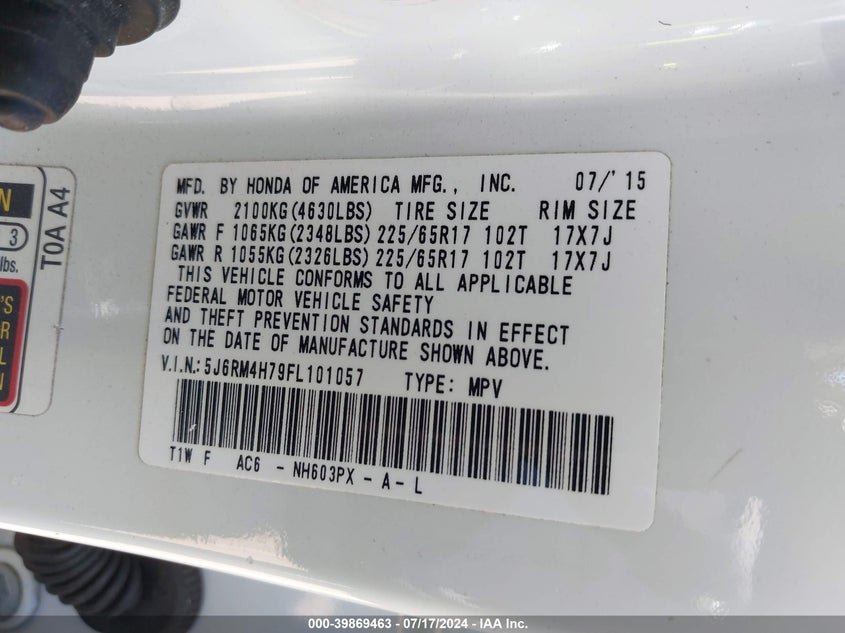 MFD. BY HONDA OF AMERICA MFG., INC. 07/'15
GVWR 2100KG(4630LBS) TIRE SIZE RIM SIZE
GAWR F 1065KG(2348LBS) 225/65R17 102T 17X7J
GAWR R 1055KG(2326LBS) 225/65R17 102T 17X7J
THIS VEHICLE CONFORMS TO ALL APPLICABLE
FEDERAL MOTOR VEHICLE SAFETY
AND THEFT PREVENTION STANDARDS IN EFFECT
ON THE DATE OF MANUFACTURE SHOWN ABOVE.
V.I.N.: 5J6RM4H79FL101057 TYPE: MPV
T1W F AC6 - NH603PX - A - L
T0A A4
N
3
lbs.
'S
R
L
N
000-39869463 - 07/17/2024 - IAA Inc.